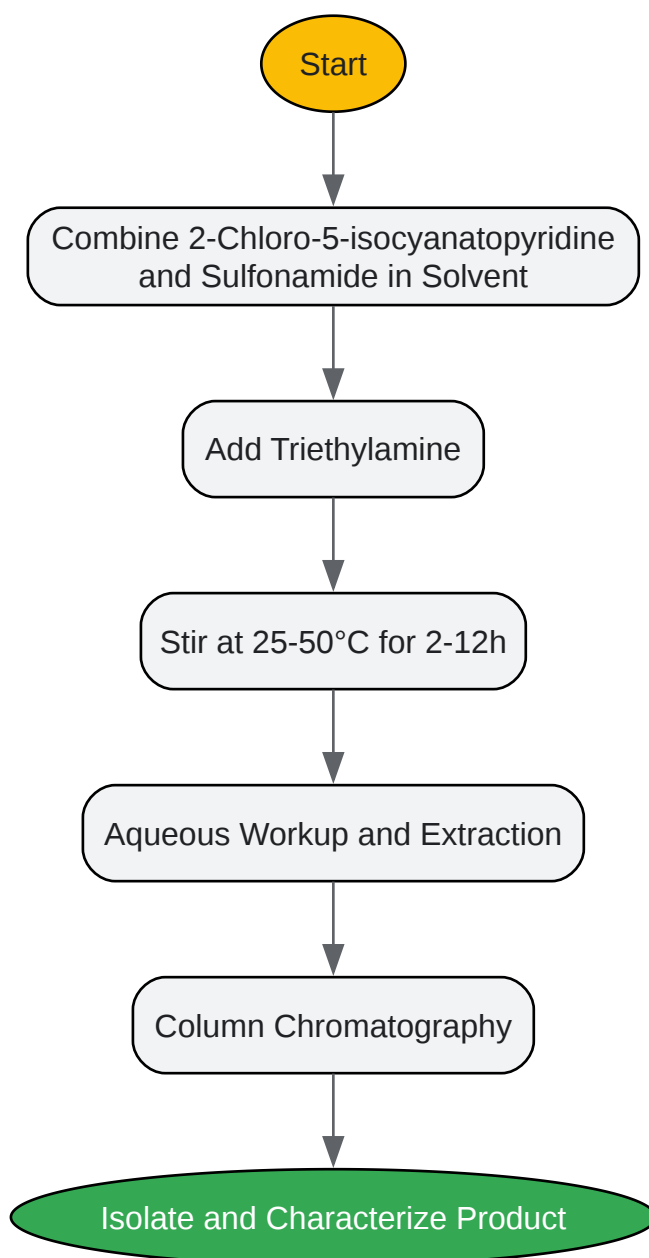 Start
Combine 2-Chloro-5-isocyanatopyridine
and Sulfonamide in Solvent
Add Triethylamine
Stir at 25-50°C for 2-12h
Aqueous Workup and Extraction
Column Chromatography
Isolate and Characterize Product